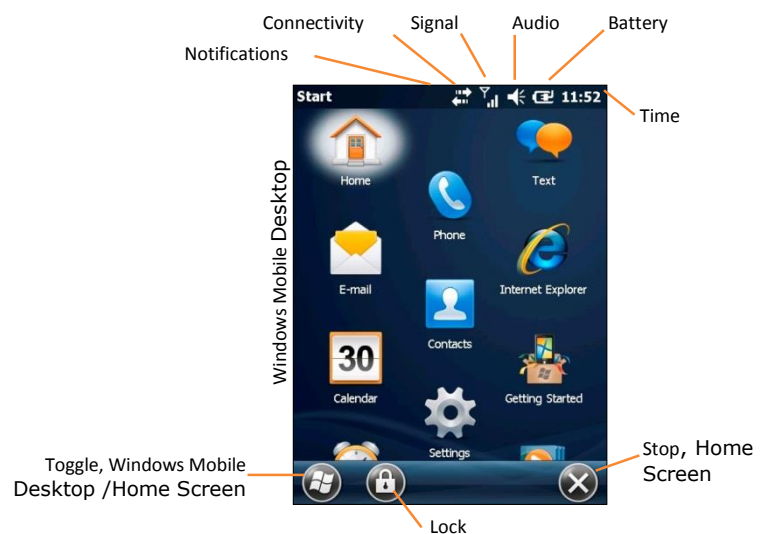 Connectivity
Signal
Audio
Battery
Notifications
Start
11:52
Time
Windows Mobile Desktop
Home
Text
Phone
E-mail
Internet Explorer
Contacts
30
Calendar
Getting Started
Settings
Toggle, Windows Mobile
Desktop /Home Screen
Stop, Home
Screen
Lock